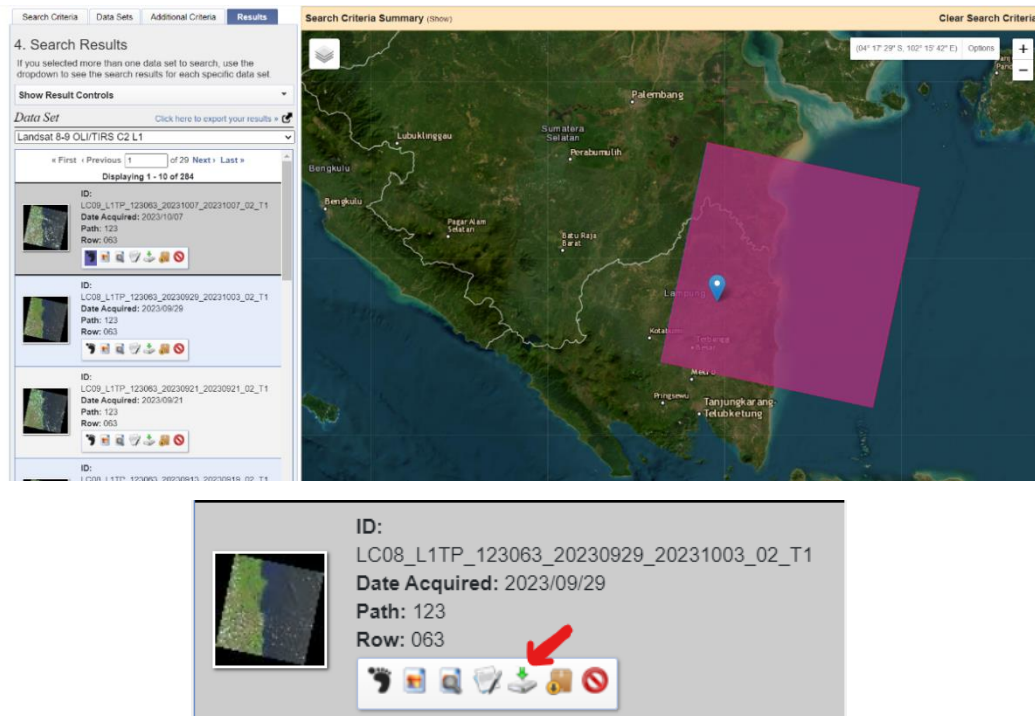 Search Criteria
Data Sets
Additional Criteria
Results
4. Search Results
If you selected more than one data set to search, use the
dropdown to see the search results for each specific data set.
Show Result Controls
Data Set
Click here to export your results »
Landsat 8-9 OLI/TIRS C2 L1
« First ‹ Previous 1 of 29 Next › Last »
Displaying 1 - 10 of 284
ID:
LC09_L1TP_123063_20231007_20231007_02_T1
Date Acquired: 2023/10/07
Path: 123
Row: 063
ID:
LC08_L1TP_123063_20230929_20231003_02_T1
Date Acquired: 2023/09/29
Path: 123
Row: 063
ID:
LC09_L1TP_123063_20230921_20230921_02_T1
Date Acquired: 2023/09/21
Path: 123
Row: 063
ID:
LC08_L1TP_123063_20230913_20230919_02_T1
Search Criteria Summary (Show)
Clear Search Criteria
(04° 17' 29" S, 102° 15' 42" E)
Options
+
−
Palembang
Lubuklinggau
Sumatera
Selatan
Perabumulih
Bengkulu
Bengkulu
Pagar Alam
Selatan
Batu Raja
Barat
Lampung
Terbanggi
Besar
Metro
Pringsewu
Tanjungkarang-
Telukbetung
ID:
LC08_L1TP_123063_20230929_20231003_02_T1
Date Acquired: 2023/09/29
Path: 123
Row: 063